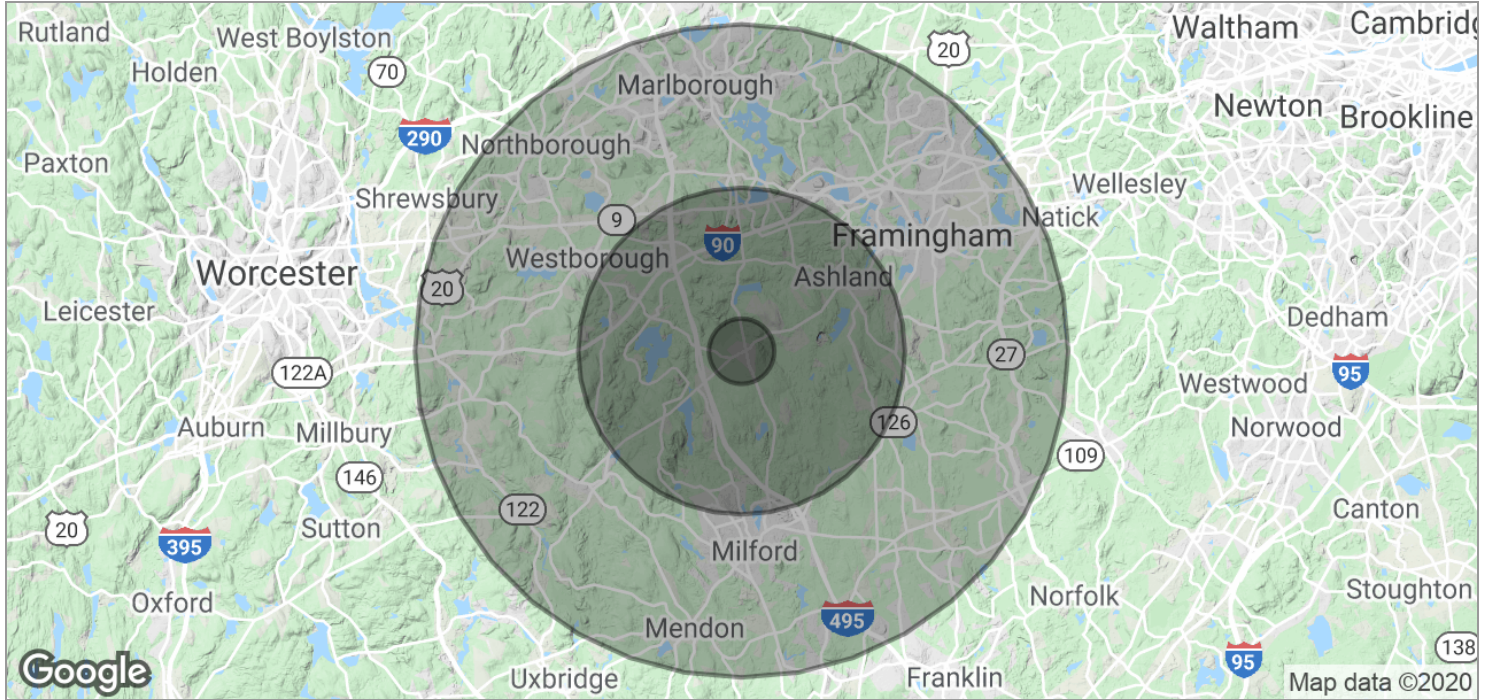 Rutland
West Boylston
Waltham
Cambridg
20
Holden
70
Marlborough
Newton
Brookline
290
Northborough
Paxton
Shrewsbury
Wellesley
9
Natick
90
Framingham
Westborough
Worcester
Ashland
20
Leicester
Dedham
27
122A
95
Westwood
126
Auburn
Millbury
Norwood
109
146
122
Canton
20
Sutton
395
Milford
Oxford
Norfolk
Stoughton
495
Mendon
138
95
Google
Uxbridge
Franklin
Map data ©2020